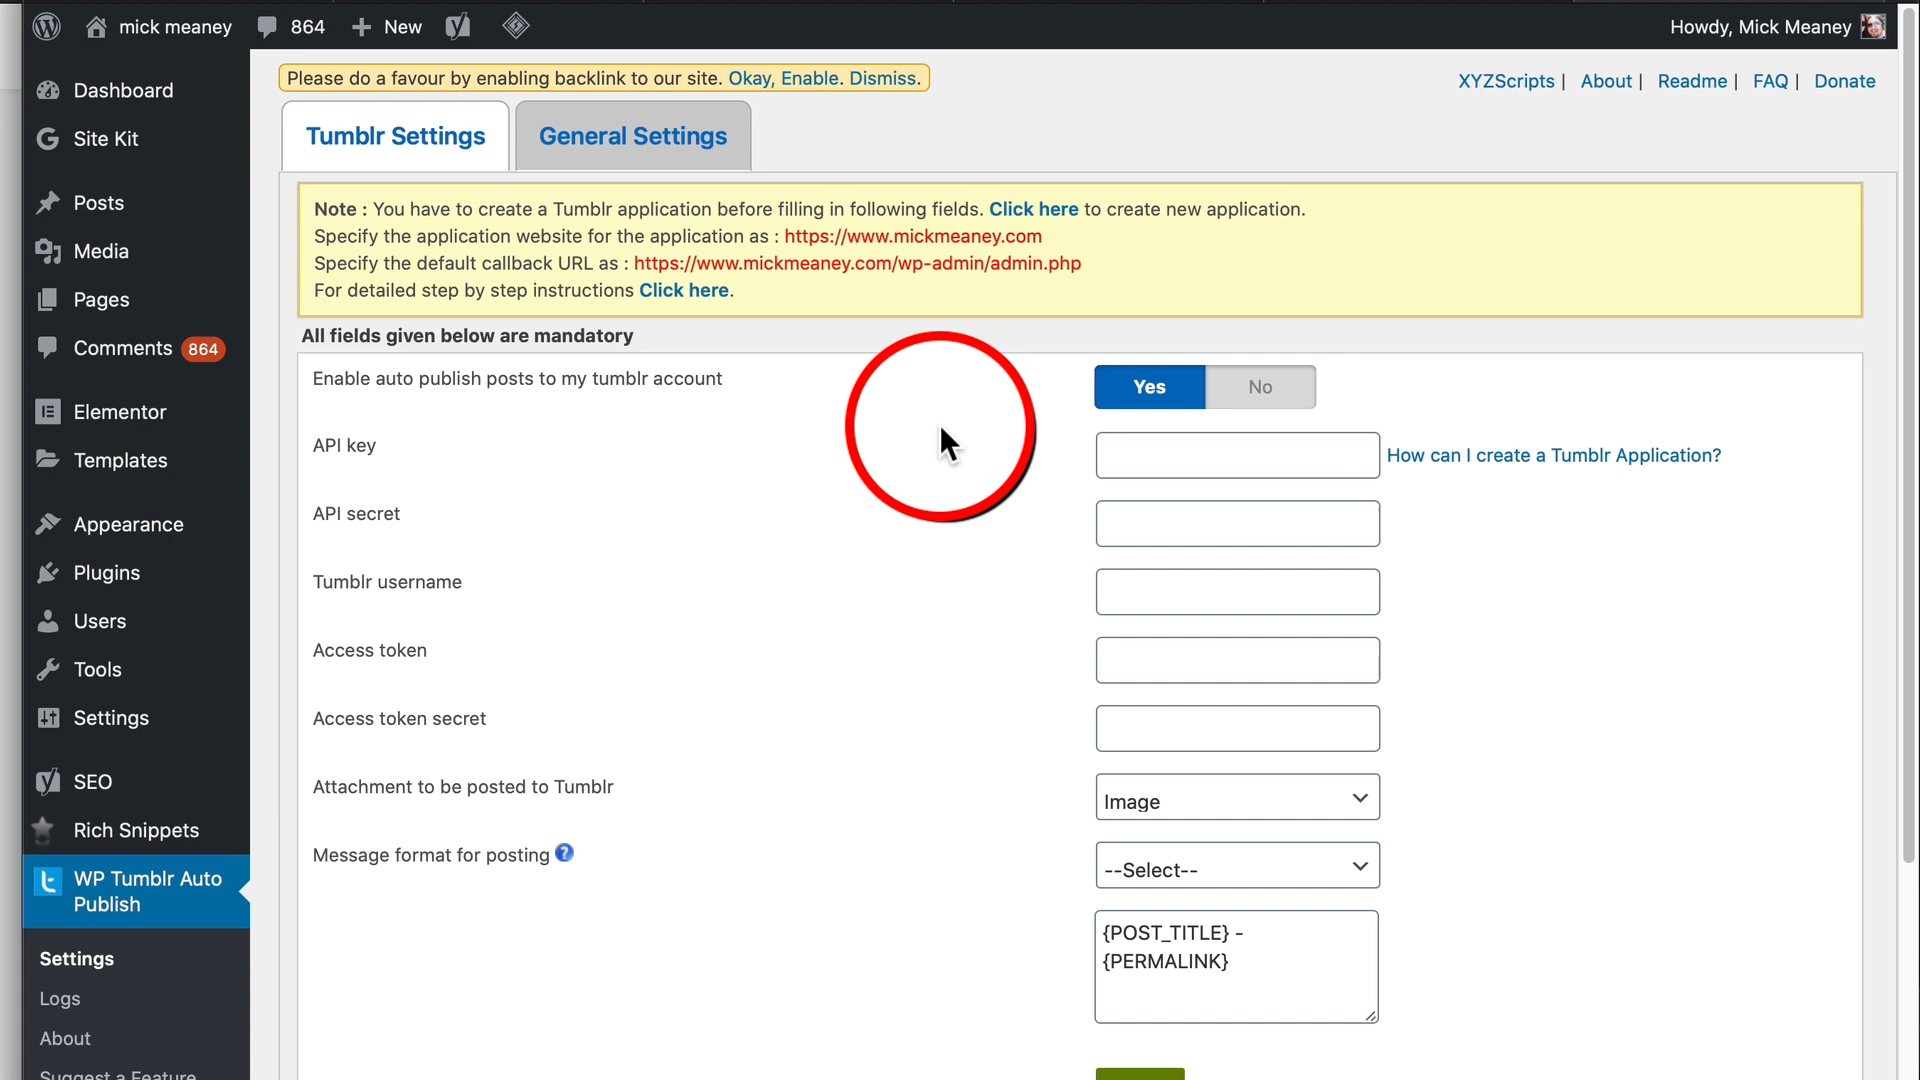 mick meaney 864 New Howdy, Mick Meaney
Dashboard
Site Kit
Posts
Media
Pages
Comments 864
Elementor
Templates
Appearance
Plugins
Users
Tools
Settings
SEO
Rich Snippets
WP Tumblr Auto
Publish
Settings
Logs
About
Suggest a Feature
Please do a favour by enabling backlink to our site. Okay, Enable. Dismiss.
XYZScripts | About | Readme | FAQ | Donate
Tumblr Settings General Settings
Note : You have to create a Tumblr application before filling in following fields. Click here to create new application.
Specify the application website for the application as : https://www.mickmeaney.com
Specify the default callback URL as : https://www.mickmeaney.com/wp-admin/admin.php
For detailed step by step instructions Click here.
All fields given below are mandatory
Enable auto publish posts to my tumblr account Yes No
API key How can I create a Tumblr Application?
API secret
Tumblr username
Access token
Access token secret
Attachment to be posted to Tumblr Image
Message format for posting ? --Select--
{POST_TITLE} -
{PERMALINK}